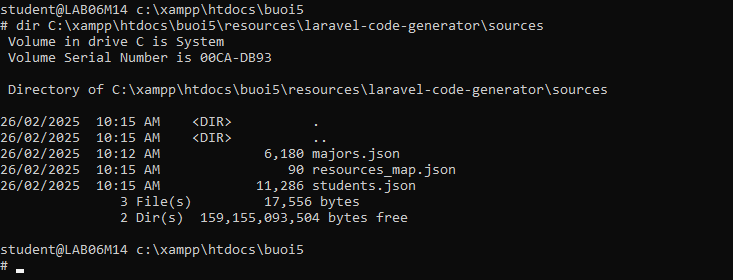 student@LAB06M14 c:\xampp\htdocs\buoi5
# dir C:\xampp\htdocs\buoi5\resources\laravel-code-generator\sources
 Volume in drive C is System
 Volume Serial Number is 00CA-DB93

 Directory of C:\xampp\htdocs\buoi5\resources\laravel-code-generator\sources

26/02/2025  10:15 AM    <DIR>          .
26/02/2025  10:15 AM    <DIR>          ..
26/02/2025  10:12 AM             6,180 majors.json
26/02/2025  10:15 AM                90 resources_map.json
26/02/2025  10:15 AM            11,286 students.json
               3 File(s)         17,556 bytes
               2 Dir(s)  159,155,093,504 bytes free

student@LAB06M14 c:\xampp\htdocs\buoi5
#